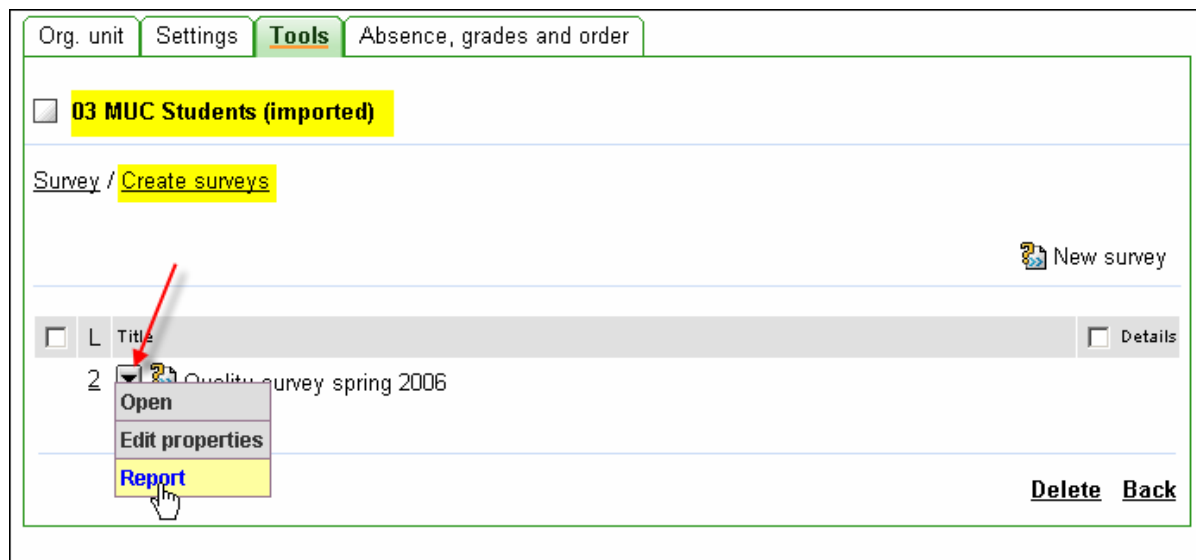 Org. unit Settings Tools Absence, grades and order
03 MUC Students (imported)
Survey / Create surveys
New survey
L Title Details
2 Quality survey spring 2006
Open
Edit properties
Report
Delete Back